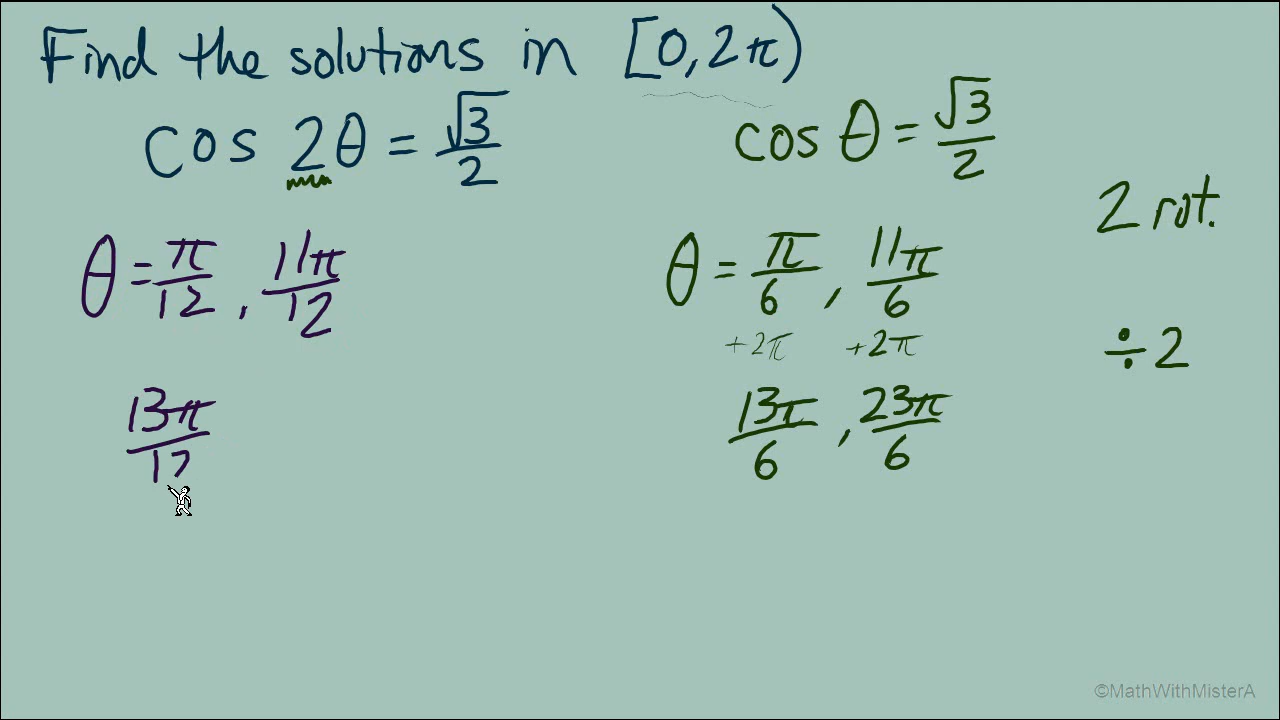 Find the solutions in [0, 2π)
cos 2θ = √3/2
cos θ = √3/2
2 rot.
θ = π/12, 11π/12
θ = π/6, 11π/6
+2π +2π
÷2
13π/12
13π/6, 23π/6
©MathWithMisterA